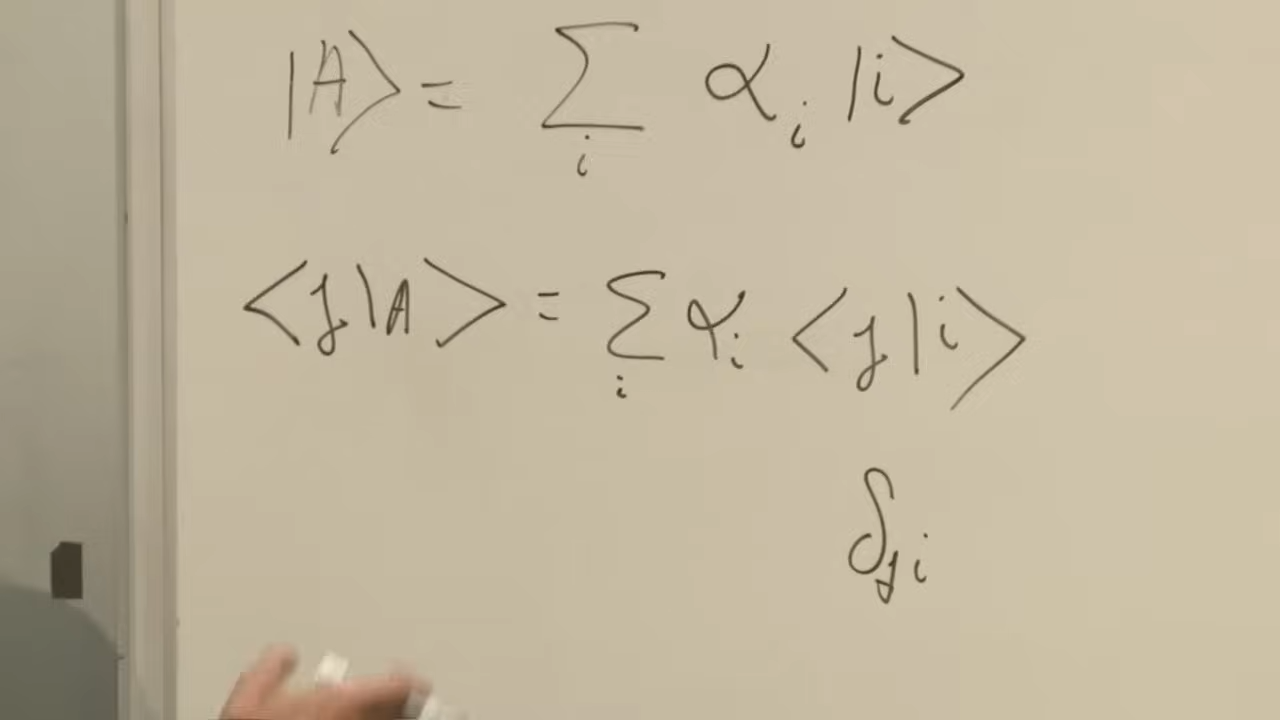 |A> = ∑ᵢ αᵢ |i>
<j|A> = ∑ᵢ αᵢ <j|i>
δⱼᵢ